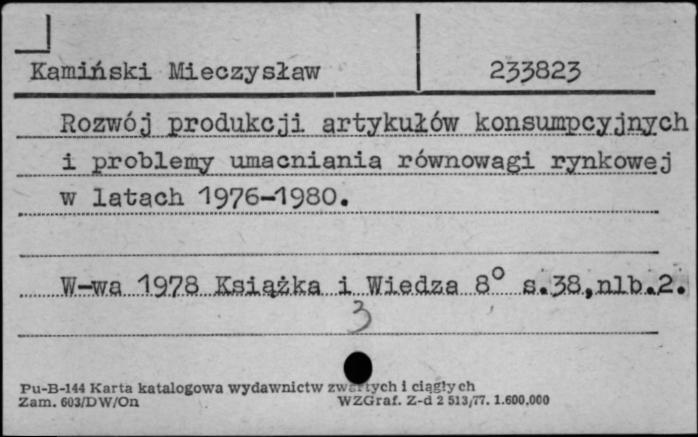 Kamiński Mieczysław 233823
Rozwój produkcji artykułów konsumpcyjnych
i problemy umacniania równowagi rynkowej
w latach 1976-1980.
W-wa 1978 Książka i Wiedza 8° s.38,nlb.2.
3
Pu-B-144 Karta katalogowa wydawnictw zwartych i ciągłych
Zam. 603/DW/On WZGraf. Z-d 2 513/77. 1.600.000